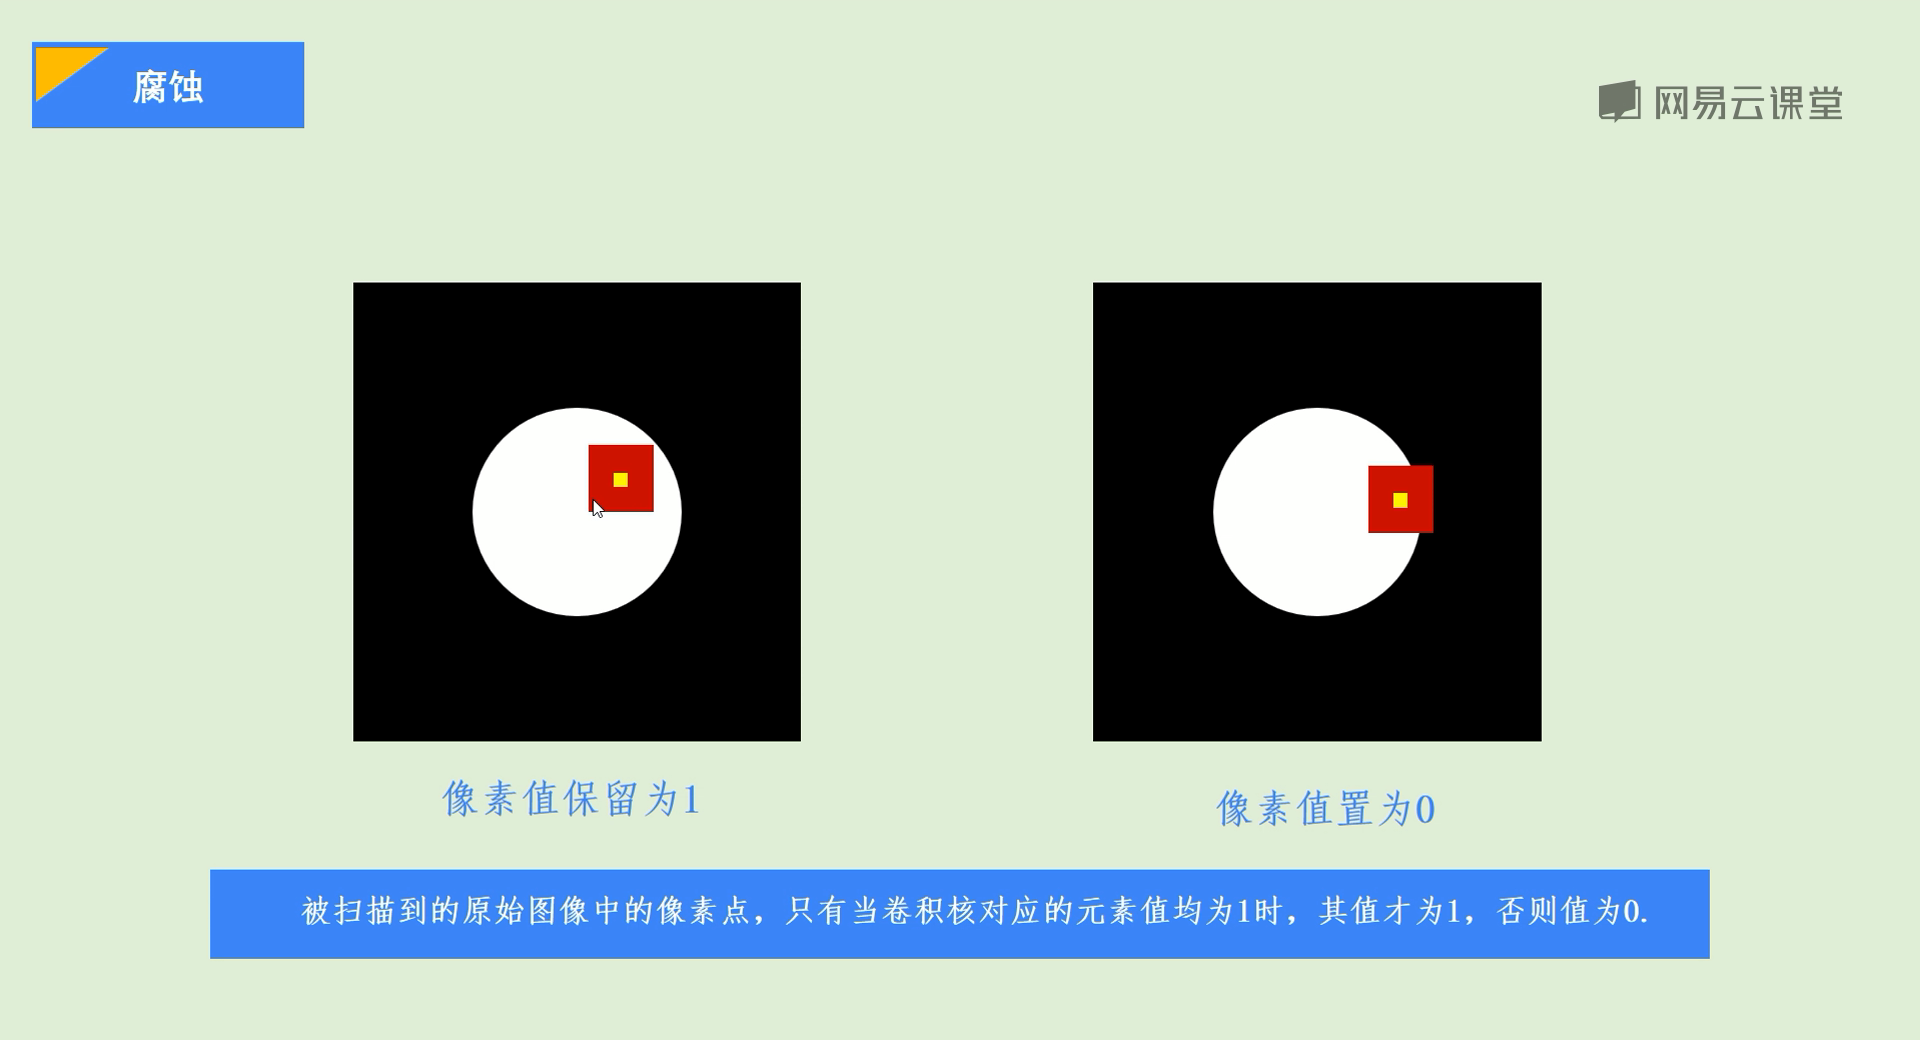 腐蚀
网易云课堂
像素值保留为1
像素值置为0
被扫描到的原始图像中的像素点，只有当卷积核对应的元素值均为1时，其值才为1，否则值为0.